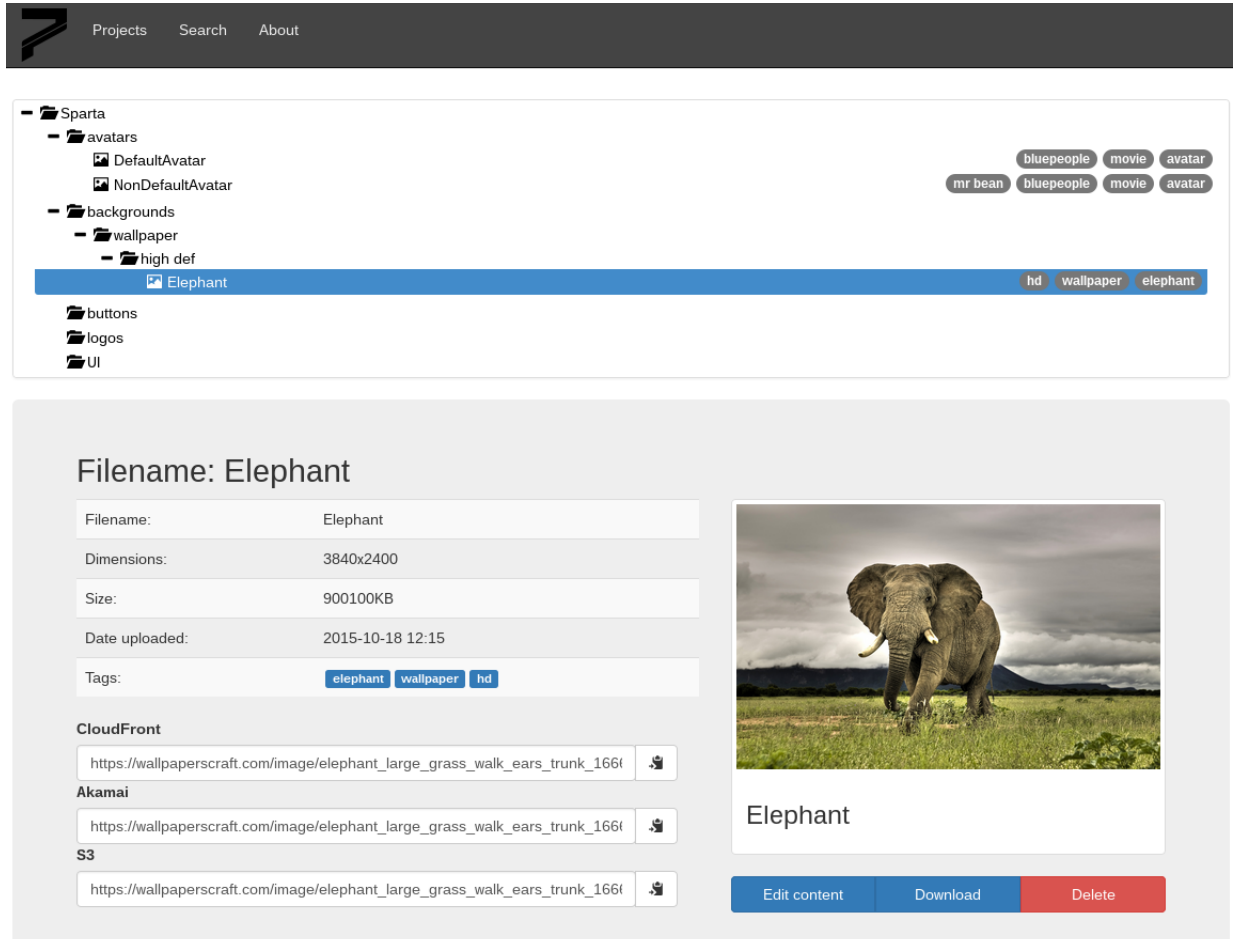 Projects Search About
Sparta
avatars
DefaultAvatar bluepeople movie avatar
NonDefaultAvatar mr bean bluepeople movie avatar
backgrounds
wallpaper
high def
Elephant hd wallpaper elephant
buttons
logos
UI
Filename: Elephant
Filename: Elephant
Dimensions: 3840x2400
Size: 900100KB
Date uploaded: 2015-10-18 12:15
Tags: elephant wallpaper hd
CloudFront
https://wallpaperscraft.com/image/elephant_large_grass_walk_ears_trunk_1666
Akamai
https://wallpaperscraft.com/image/elephant_large_grass_walk_ears_trunk_1666
S3
https://wallpaperscraft.com/image/elephant_large_grass_walk_ears_trunk_1666
Elephant
Edit content Download Delete